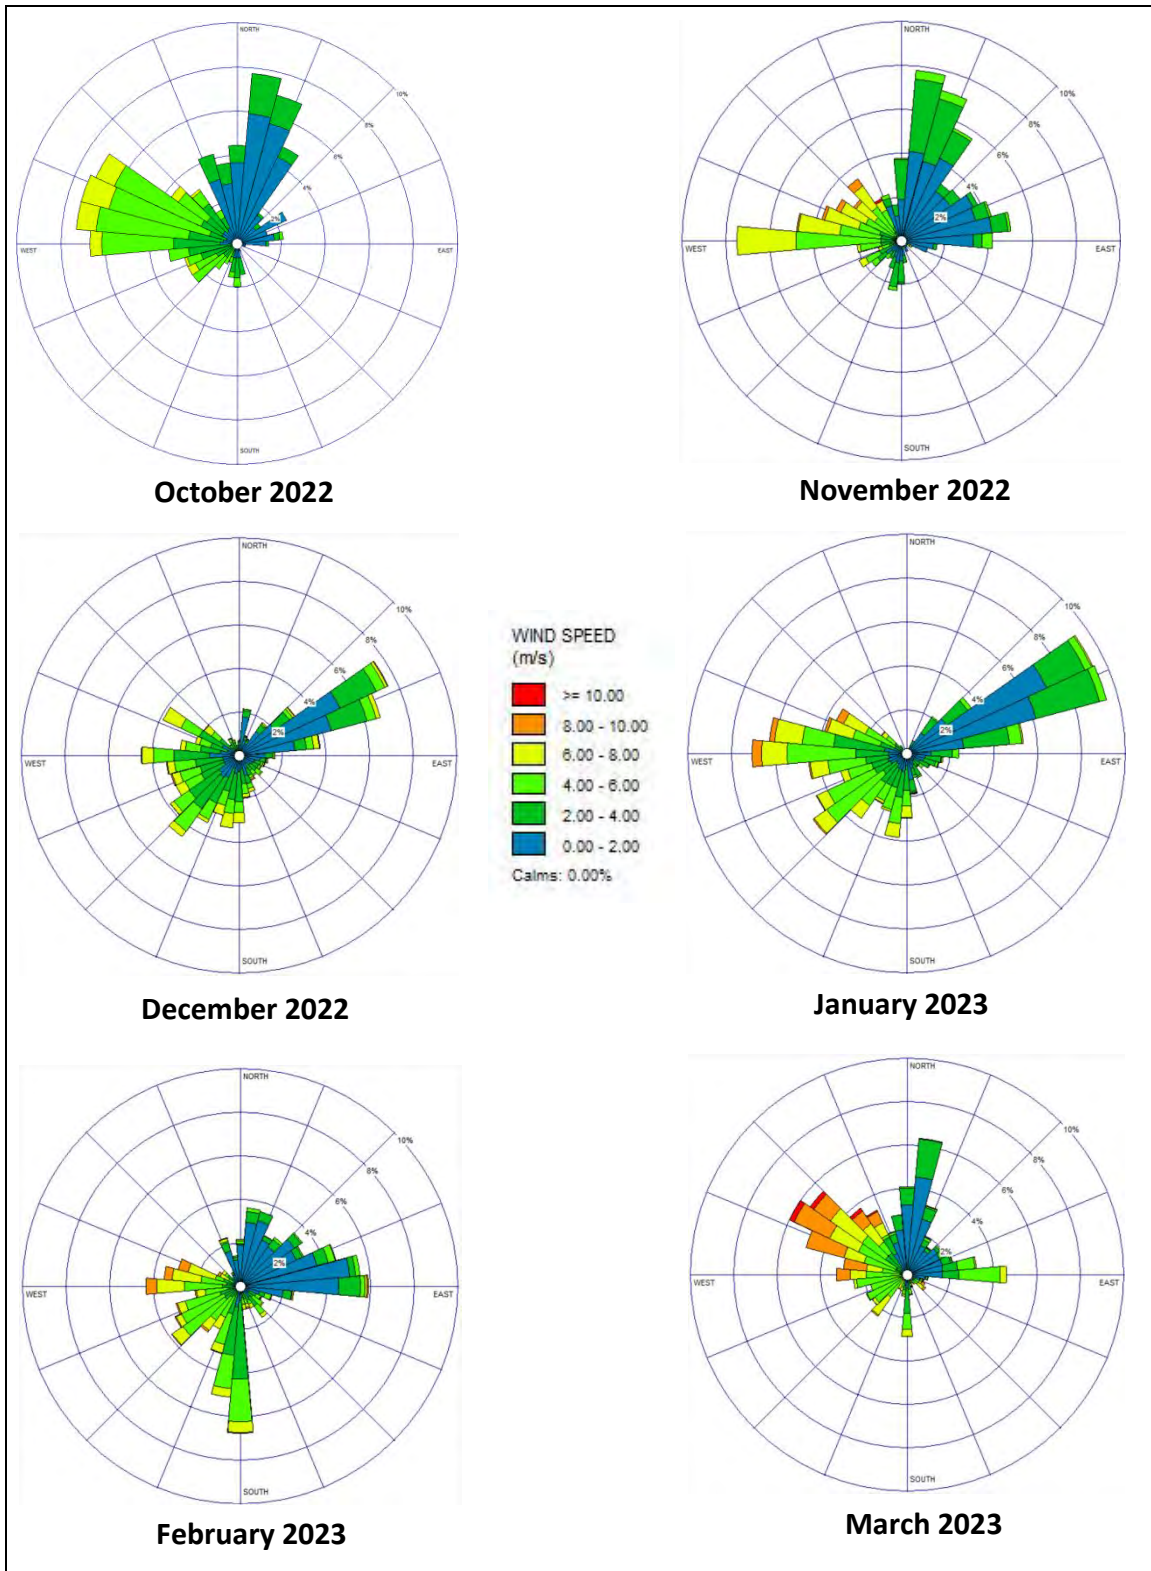 NORTH
10%
8%
6%
4%
2%
WEST
EAST
SOUTH
October 2022
NORTH
10%
8%
6%
4%
2%
WEST
EAST
SOUTH
November 2022
NORTH
10%
8%
6%
4%
2%
WEST
EAST
SOUTH
December 2022
WIND SPEED
(m/s)
>= 10.00
8.00 - 10.00
6.00 - 8.00
4.00 - 6.00
2.00 - 4.00
0.00 - 2.00
Calms: 0.00%
NORTH
10%
8%
6%
4%
2%
WEST
EAST
SOUTH
January 2023
NORTH
10%
8%
6%
4%
2%
WEST
EAST
SOUTH
February 2023
NORTH
10%
8%
6%
4%
2%
WEST
EAST
SOUTH
March 2023